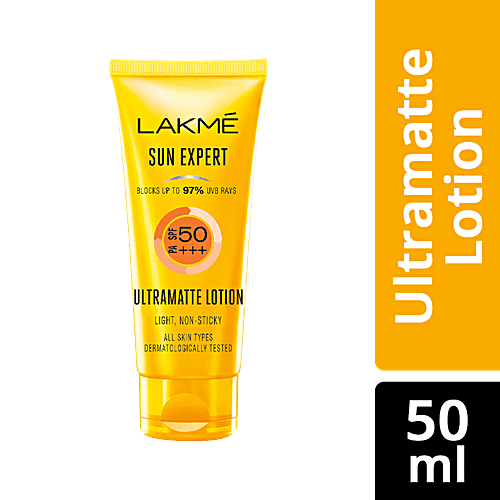 LAKMÉ
SUN EXPERT
BLOCKS UP TO 97% UVB RAYS
PA SPF 50
+++
ULTRAMATTE LOTION
LIGHT, NON-STICKY
ALL SKIN TYPES
DERMATOLOGICALLY TESTED
Ultramatte
Lotion
50
ml